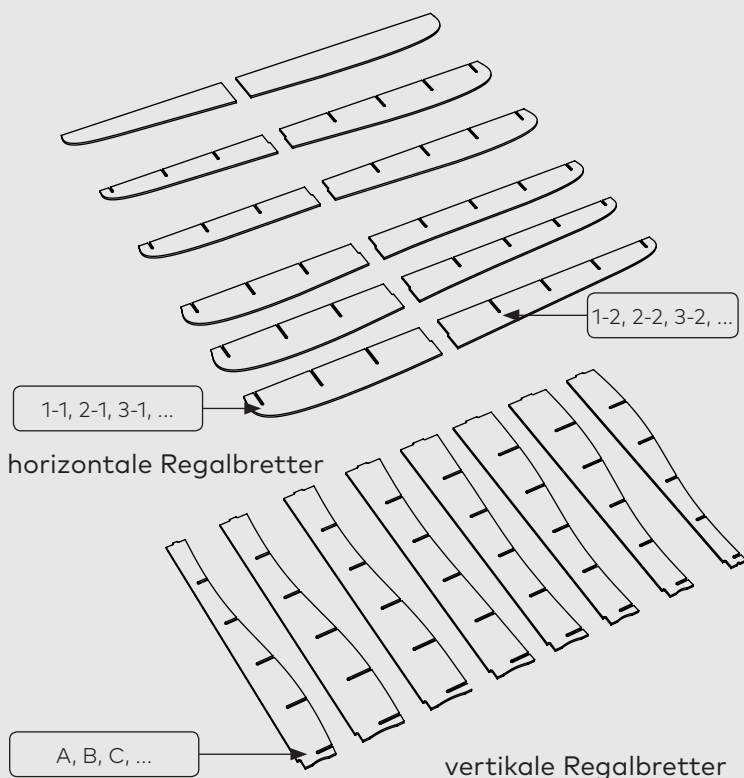 1-2, 2-2, 3-2, ...
1-1, 2-1, 3-1, ...
horizontale Regalbretter
A, B, C, ...
vertikale Regalbretter